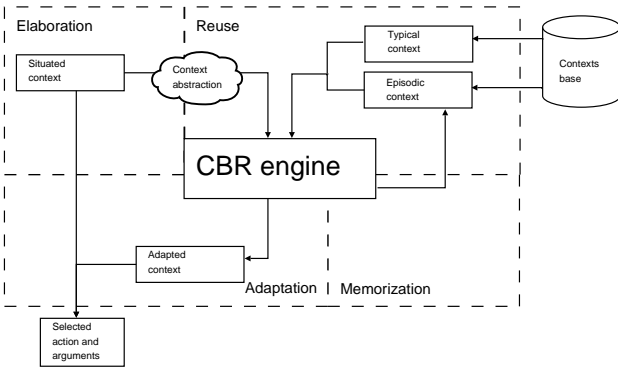 Elaboration
Reuse
Situated
context
Context
abstraction
Typical
context
Episodic
context
Contexts
base
CBR engine
Adapted
context
Adaptation
Memorization
Selected
action and
arguments